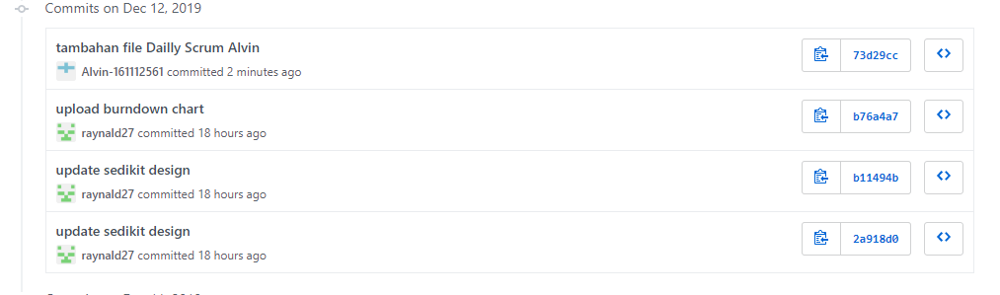 Commits on Dec 12, 2019
tambahan file Dailly Scrum Alvin
73d29cc
Alvin-161112561 committed 2 minutes ago
upload burndown chart
b76a4a7
raynald27 committed 18 hours ago
update sedikit design
b11494b
raynald27 committed 18 hours ago
update sedikit design
2a918d0
raynald27 committed 18 hours ago